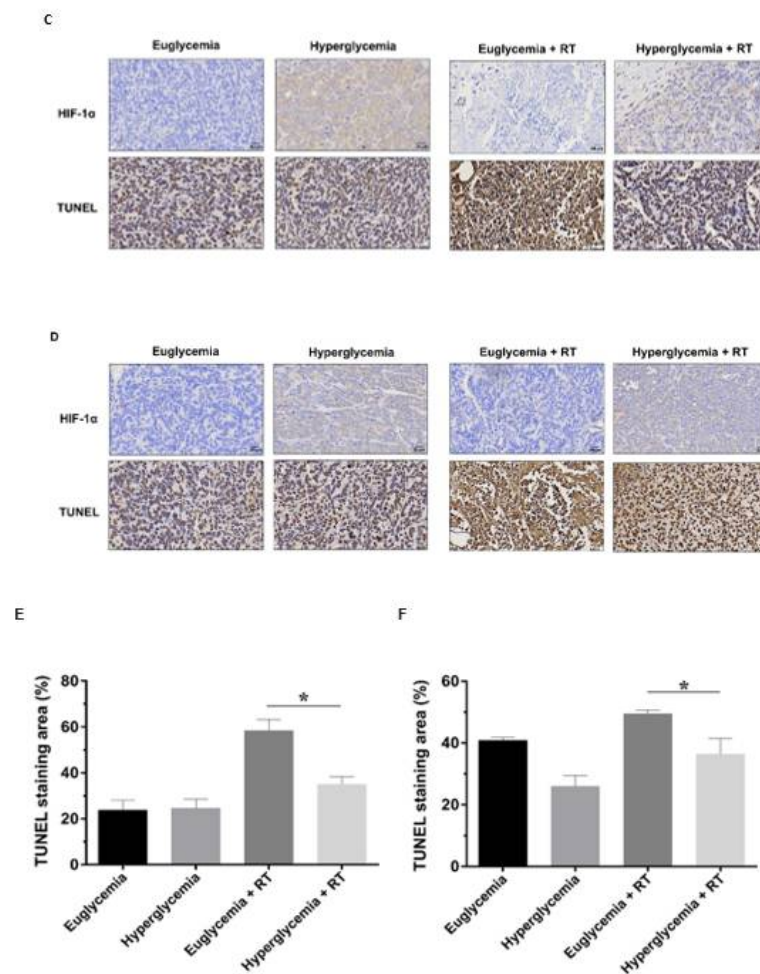 C
Euglycemia Hyperglycemia Euglycemia + RT Hyperglycemia + RT
HIF-1α
TUNEL
D
Euglycemia Hyperglycemia Euglycemia + RT Hyperglycemia + RT
HIF-1α
TUNEL
E
TUNEL staining area (%)
80
60
40
20
0
*
Euglycemia
Hyperglycemia
Euglycemia + RT
Hyperglycemia + RT
F
TUNEL staining area (%)
60
40
20
0
*
Euglycemia
Hyperglycemia
Euglycemia + RT
Hyperglycemia + RT